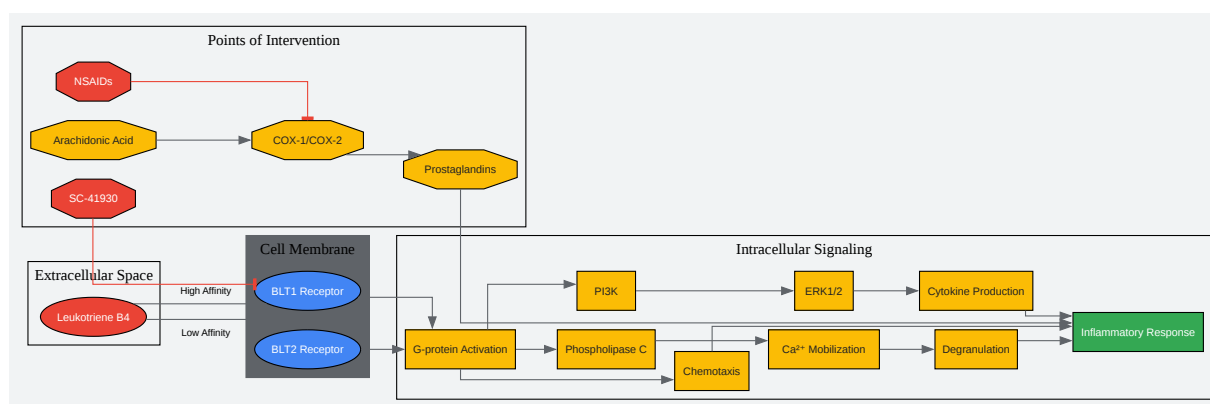 Points of Intervention
NSAIDs
Arachidonic Acid
COX-1/COX-2
Prostaglandins
SC-41930
Extracellular Space
Leukotriene B4
High Affinity
Low Affinity
Cell Membrane
BLT1 Receptor
BLT2 Receptor
Intracellular Signaling
PI3K
ERK1/2
Cytokine Production
G-protein Activation
Phospholipase C
Chemotaxis
Ca²⁺ Mobilization
Degranulation
Inflammatory Response